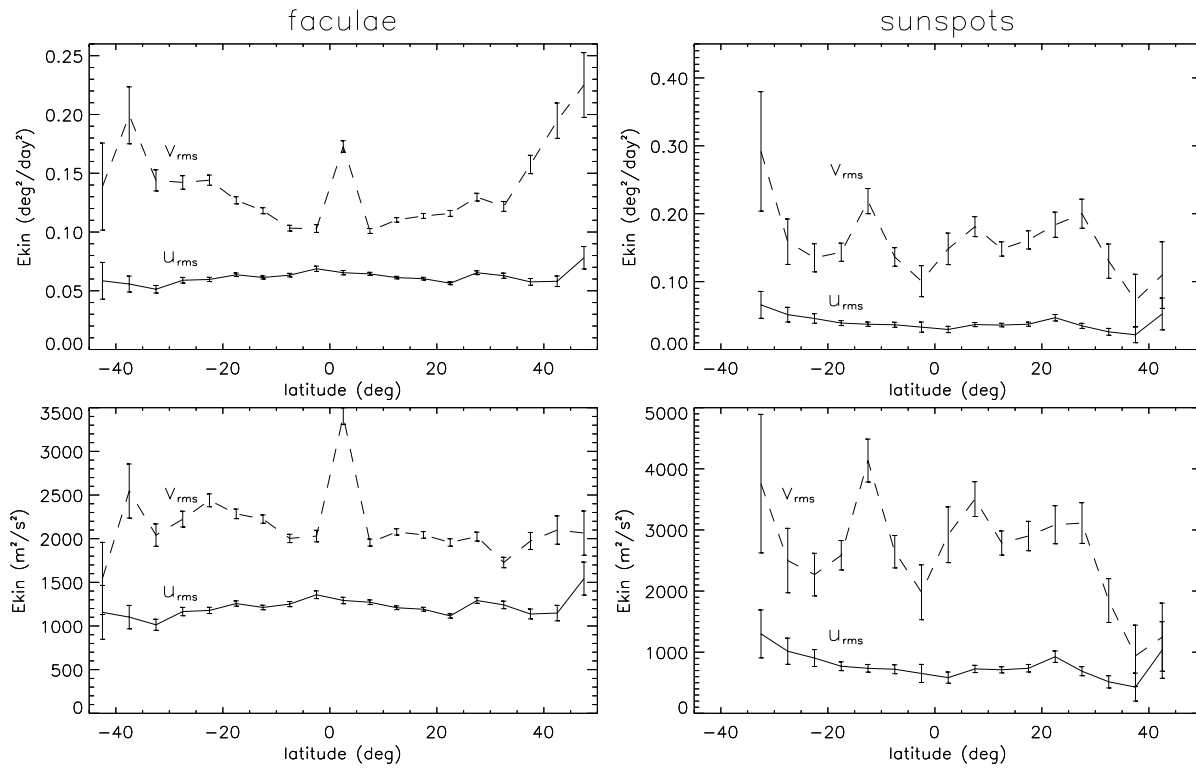 faculae
sunspots
Ekin (deg²/day²)
0.25
0.20
0.15
0.10
0.05
0.00
v_rms
u_rms
−40 −20 0 20 40
latitude (deg)
Ekin (deg²/day²)
0.40
0.30
0.20
0.10
0.00
v_rms
u_rms
−40 −20 0 20 40
latitude (deg)
Ekin (m²/s²)
3500
3000
2500
2000
1500
1000
500
0
v_rms
u_rms
−40 −20 0 20 40
latitude (deg)
Ekin (m²/s²)
5000
4000
3000
2000
1000
0
v_rms
u_rms
−40 −20 0 20 40
latitude (deg)